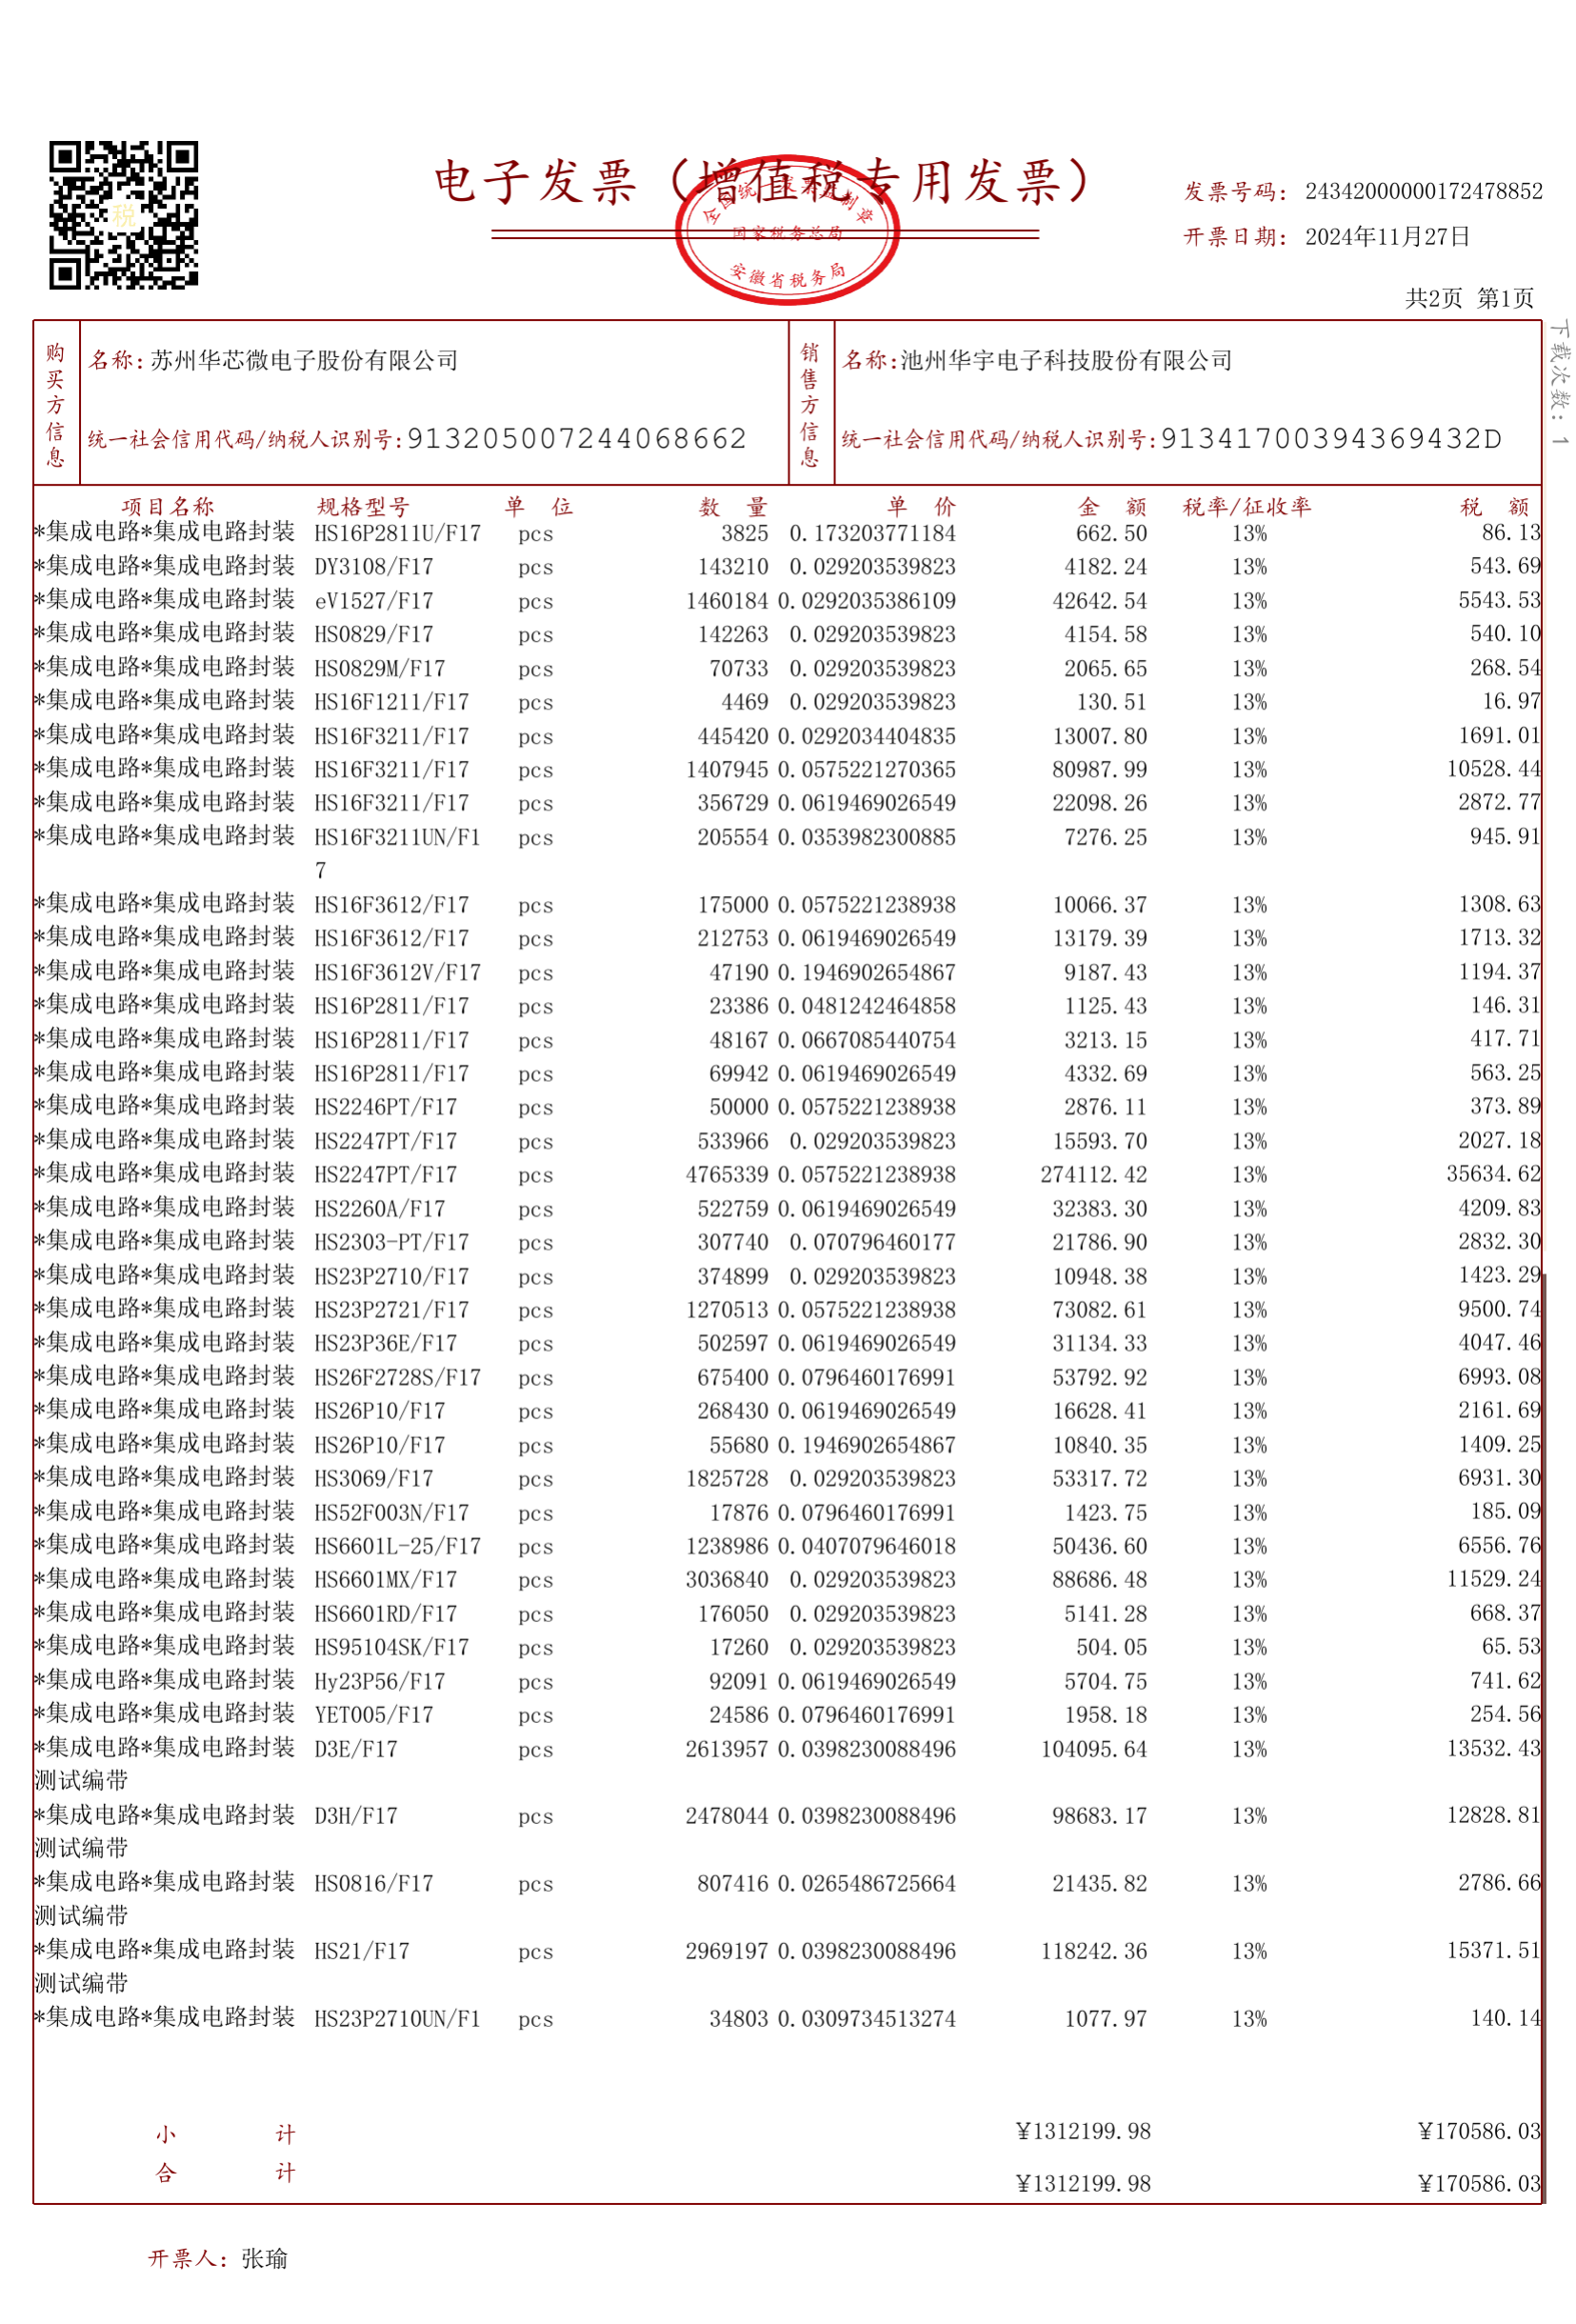 电子发票（增值税专用发票）
全国统一发票监制章
国家税务总局
安徽省税务局
税
发票号码： 24342000000172478852
开票日期： 2024年11月27日
共2页 第1页
下载次数：1
购买方信息
名称：苏州华芯微电子股份有限公司
统一社会信用代码/纳税人识别号：913205007244068662
销售方信息
名称：池州华宇电子科技股份有限公司
统一社会信用代码/纳税人识别号：91341700394369432D
项目名称 规格型号 单 位 数 量 单 价 金 额 税率/征收率 税 额
*集成电路*集成电路封装 HS16P2811U/F17 pcs 3825 0.173203771184 662.50 13% 86.13
*集成电路*集成电路封装 DY3108/F17 pcs 143210 0.029203539823 4182.24 13% 543.69
*集成电路*集成电路封装 eV1527/F17 pcs 1460184 0.0292035386109 42642.54 13% 5543.53
*集成电路*集成电路封装 HS0829/F17 pcs 142263 0.029203539823 4154.58 13% 540.10
*集成电路*集成电路封装 HS0829M/F17 pcs 70733 0.029203539823 2065.65 13% 268.54
*集成电路*集成电路封装 HS16F1211/F17 pcs 4469 0.029203539823 130.51 13% 16.97
*集成电路*集成电路封装 HS16F3211/F17 pcs 445420 0.0292034404835 13007.80 13% 1691.01
*集成电路*集成电路封装 HS16F3211/F17 pcs 1407945 0.0575221270365 80987.99 13% 10528.44
*集成电路*集成电路封装 HS16F3211/F17 pcs 356729 0.0619469026549 22098.26 13% 2872.77
*集成电路*集成电路封装 HS16F3211UN/F1 pcs 205554 0.0353982300885 7276.25 13% 945.91
7
*集成电路*集成电路封装 HS16F3612/F17 pcs 175000 0.0575221238938 10066.37 13% 1308.63
*集成电路*集成电路封装 HS16F3612/F17 pcs 212753 0.0619469026549 13179.39 13% 1713.32
*集成电路*集成电路封装 HS16F3612V/F17 pcs 47190 0.1946902654867 9187.43 13% 1194.37
*集成电路*集成电路封装 HS16P2811/F17 pcs 23386 0.0481242464858 1125.43 13% 146.31
*集成电路*集成电路封装 HS16P2811/F17 pcs 48167 0.0667085440754 3213.15 13% 417.71
*集成电路*集成电路封装 HS16P2811/F17 pcs 69942 0.0619469026549 4332.69 13% 563.25
*集成电路*集成电路封装 HS2246PT/F17 pcs 50000 0.0575221238938 2876.11 13% 373.89
*集成电路*集成电路封装 HS2247PT/F17 pcs 533966 0.029203539823 15593.70 13% 2027.18
*集成电路*集成电路封装 HS2247PT/F17 pcs 4765339 0.0575221238938 274112.42 13% 35634.62
*集成电路*集成电路封装 HS2260A/F17 pcs 522759 0.0619469026549 32383.30 13% 4209.83
*集成电路*集成电路封装 HS2303-PT/F17 pcs 307740 0.070796460177 21786.90 13% 2832.30
*集成电路*集成电路封装 HS23P2710/F17 pcs 374899 0.029203539823 10948.38 13% 1423.29
*集成电路*集成电路封装 HS23P2721/F17 pcs 1270513 0.0575221238938 73082.61 13% 9500.74
*集成电路*集成电路封装 HS23P36E/F17 pcs 502597 0.0619469026549 31134.33 13% 4047.46
*集成电路*集成电路封装 HS26F2728S/F17 pcs 675400 0.0796460176991 53792.92 13% 6993.08
*集成电路*集成电路封装 HS26P10/F17 pcs 268430 0.0619469026549 16628.41 13% 2161.69
*集成电路*集成电路封装 HS26P10/F17 pcs 55680 0.1946902654867 10840.35 13% 1409.25
*集成电路*集成电路封装 HS3069/F17 pcs 1825728 0.029203539823 53317.72 13% 6931.30
*集成电路*集成电路封装 HS52F003N/F17 pcs 17876 0.0796460176991 1423.75 13% 185.09
*集成电路*集成电路封装 HS6601L-25/F17 pcs 1238986 0.0407079646018 50436.60 13% 6556.76
*集成电路*集成电路封装 HS6601MX/F17 pcs 3036840 0.029203539823 88686.48 13% 11529.24
*集成电路*集成电路封装 HS6601RD/F17 pcs 176050 0.029203539823 5141.28 13% 668.37
*集成电路*集成电路封装 HS95104SK/F17 pcs 17260 0.029203539823 504.05 13% 65.53
*集成电路*集成电路封装 Hy23P56/F17 pcs 92091 0.0619469026549 5704.75 13% 741.62
*集成电路*集成电路封装 YET005/F17 pcs 24586 0.0796460176991 1958.18 13% 254.56
*集成电路*集成电路封装 D3E/F17 pcs 2613957 0.0398230088496 104095.64 13% 13532.43
测试编带
*集成电路*集成电路封装 D3H/F17 pcs 2478044 0.0398230088496 98683.17 13% 12828.81
测试编带
*集成电路*集成电路封装 HS0816/F17 pcs 807416 0.0265486725664 21435.82 13% 2786.66
测试编带
*集成电路*集成电路封装 HS21/F17 pcs 2969197 0.0398230088496 118242.36 13% 15371.51
测试编带
*集成电路*集成电路封装 HS23P2710UN/F1 pcs 34803 0.0309734513274 1077.97 13% 140.14
小 计 ¥1312199.98 ¥170586.03
合 计 ¥1312199.98 ¥170586.03
开票人：张瑜